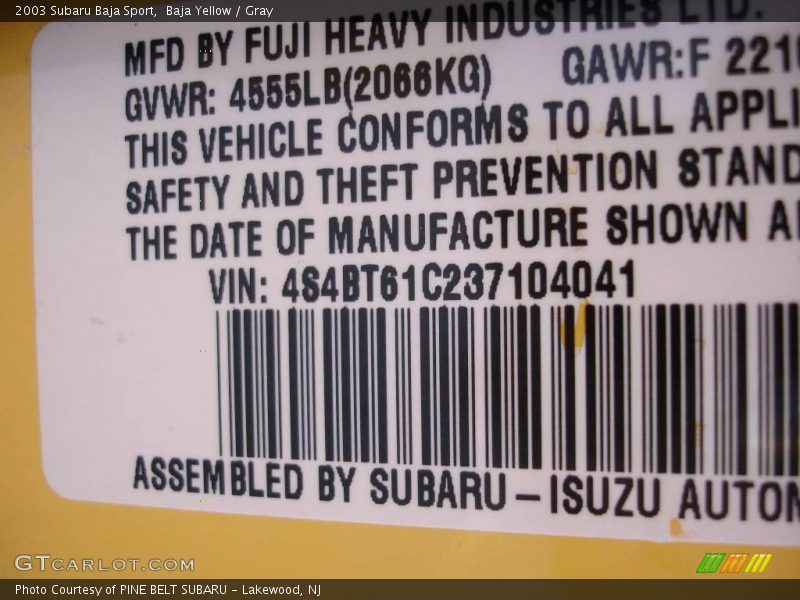 2003 Subaru Baja Sport,  Baja Yellow / Gray
MFD BY FUJI HEAVY INDUSTRIES LTD.
GVWR: 4555LB(2066KG) GAWR:F 221
THIS VEHICLE CONFORMS TO ALL APPLI
SAFETY AND THEFT PREVENTION STAND
THE DATE OF MANUFACTURE SHOWN A
VIN: 4S4BT61C237104041
ASSEMBLED BY SUBARU-ISUZU AUTOM
GTCARLOT.COM
Photo Courtesy of PINE BELT SUBARU - Lakewood, NJ